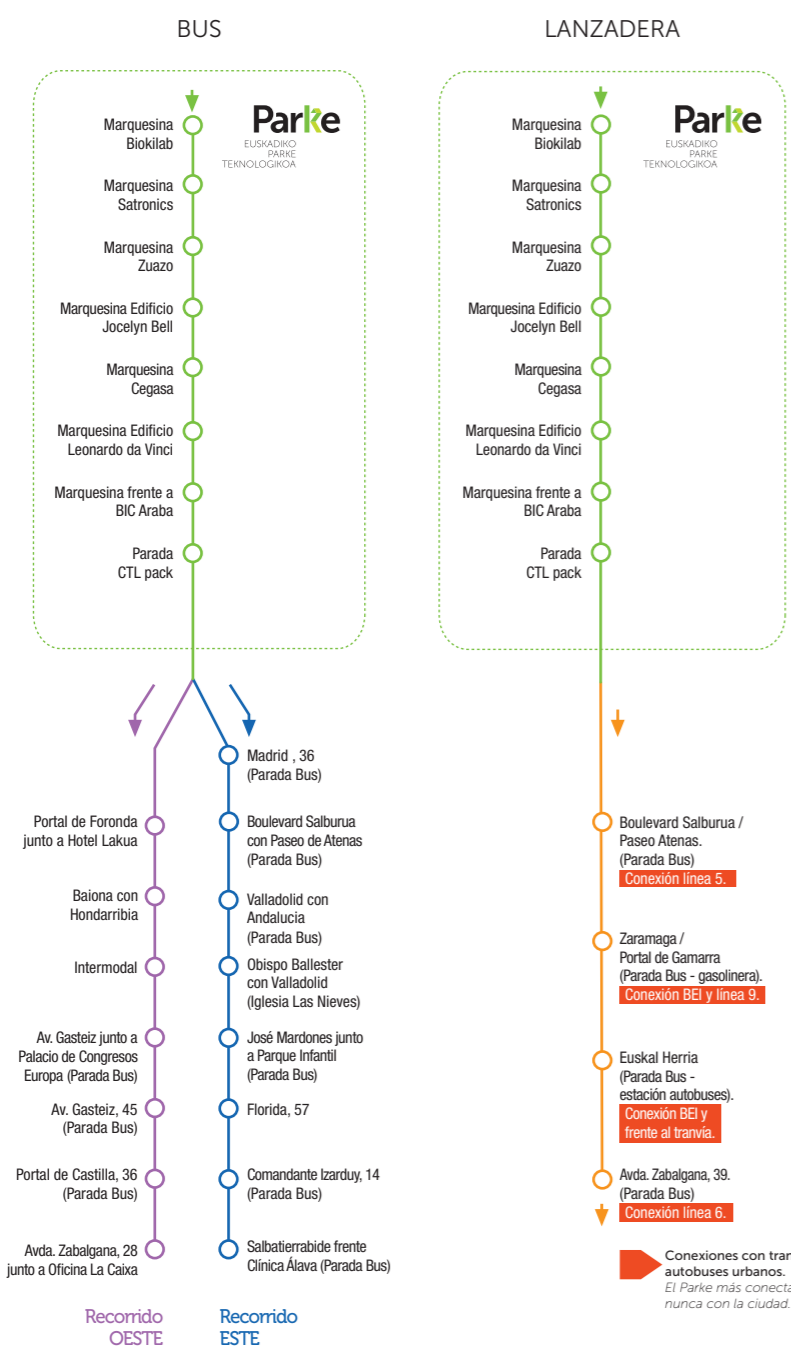 BUS
Parke
EUSKADIKO
PARKE
TEKNOLOGIKOA
Marquesina
Biokilab
Marquesina
Satronics
Marquesina
Zuazo
Marquesina Edificio
Jocelyn Bell
Marquesina
Cegasa
Marquesina Edificio
Leonardo da Vinci
Marquesina frente a
BIC Araba
Parada
CTL pack
Portal de Foronda
junto a Hotel Lakua
Baiona con
Hondarribia
Intermodal
Av. Gasteiz junto a
Palacio de Congresos
Europa (Parada Bus)
Av. Gasteiz, 45
(Parada Bus)
Portal de Castilla, 36
(Parada Bus)
Avda. Zabalgana, 28
junto a Oficina La Caixa
Recorrido
OESTE
Madrid , 36
(Parada Bus)
Boulevard Salburua
con Paseo de Atenas
(Parada Bus)
Valladolid con
Andalucia
(Parada Bus)
Obispo Ballester
con Valladolid
(Iglesia Las Nieves)
José Mardones junto
a Parque Infantil
(Parada Bus)
Florida, 57
Comandante Izarduy, 14
(Parada Bus)
Salbatierrabide frente
Clínica Álava (Parada Bus)
Recorrido
ESTE
LANZADERA
Parke
EUSKADIKO
PARKE
TEKNOLOGIKOA
Marquesina
Biokilab
Marquesina
Satronics
Marquesina
Zuazo
Marquesina Edificio
Jocelyn Bell
Marquesina
Cegasa
Marquesina Edificio
Leonardo da Vinci
Marquesina frente a
BIC Araba
Parada
CTL pack
Boulevard Salburua /
Paseo Atenas.
(Parada Bus)
Conexión línea 5.
Zaramaga /
Portal de Gamarra
(Parada Bus - gasolinera).
Conexión BEI y línea 9.
Euskal Herria
(Parada Bus -
estación autobuses).
Conexión BEI y
frente al tranvía.
Avda. Zabalgana, 39.
(Parada Bus)
Conexión línea 6.
Conexiones con
autobuses urbanos.
El Parke más
nunca con la ciudad.